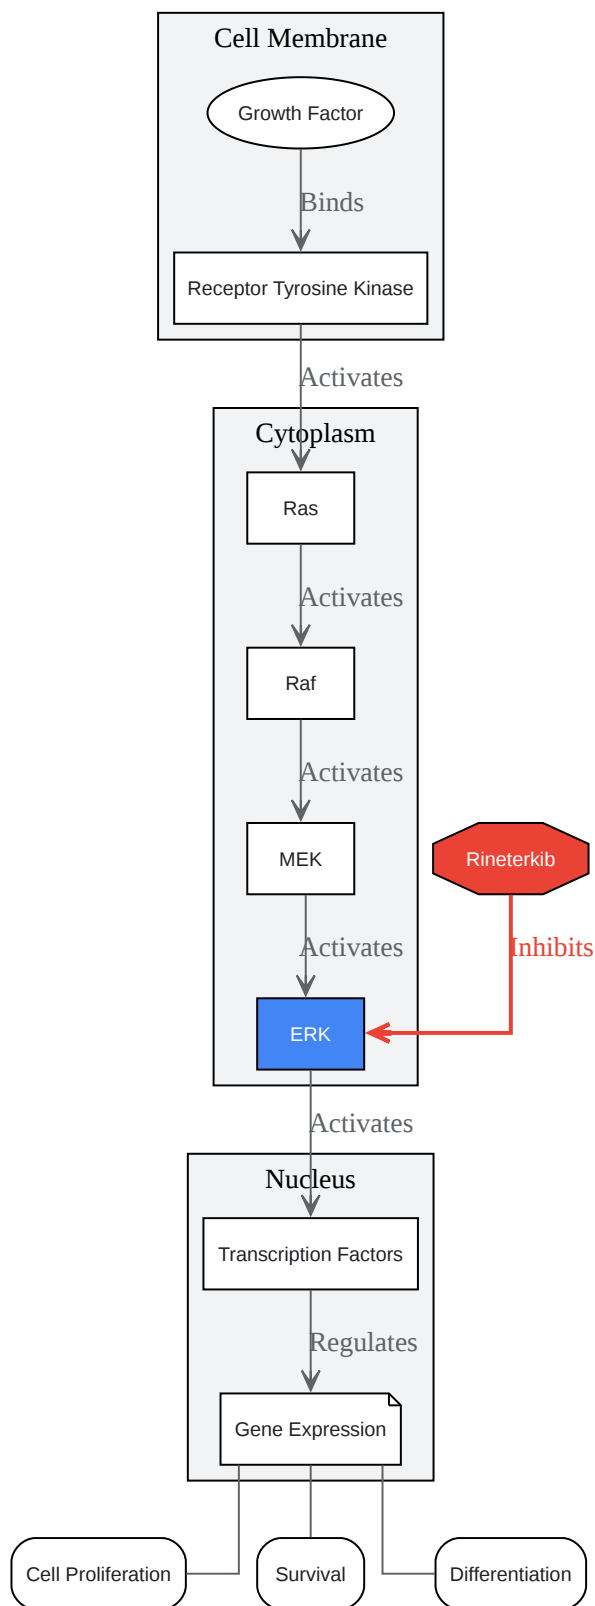 Cell Membrane
Growth Factor
Binds
Receptor Tyrosine Kinase
Activates
Cytoplasm
Ras
Activates
Raf
Activates
MEK
Rineterkib
Activates
Inhibits
ERK
Activates
Nucleus
Transcription Factors
Regulates
Gene Expression
Cell Proliferation
Survival
Differentiation